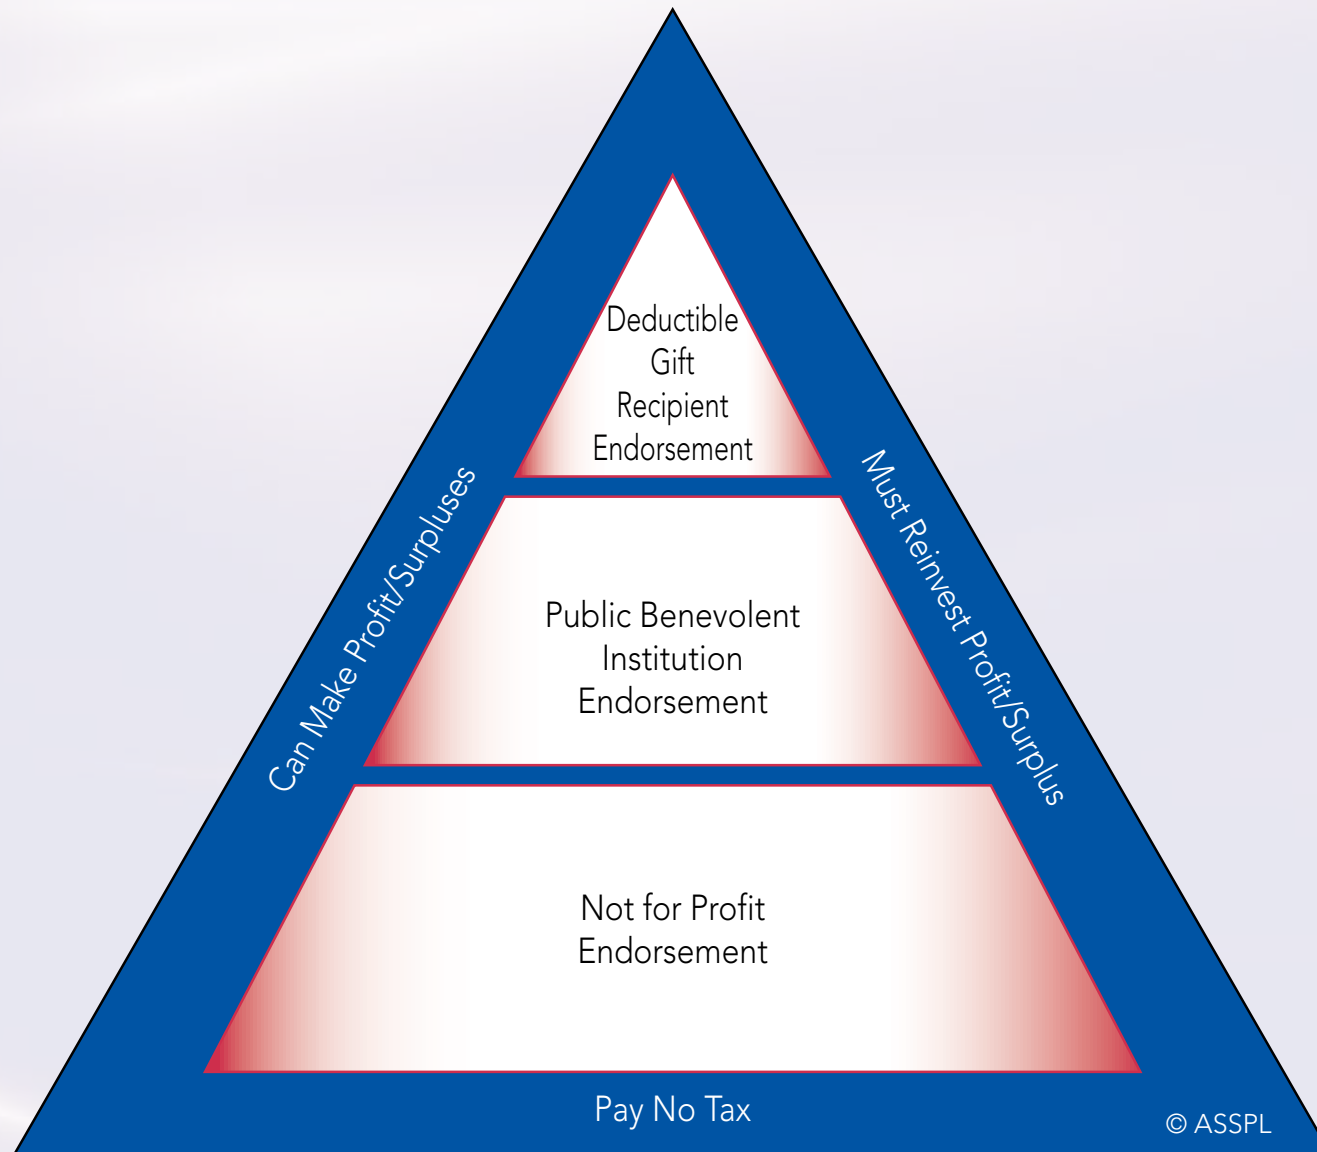 Deductible
Gift
Recipient
Endorsement
Can Make Profit/Surpluses
Must Reinvest Profit/Surplus
Public Benevolent
Institution
Endorsement
Not for Profit
Endorsement
Pay No Tax
© ASSPL